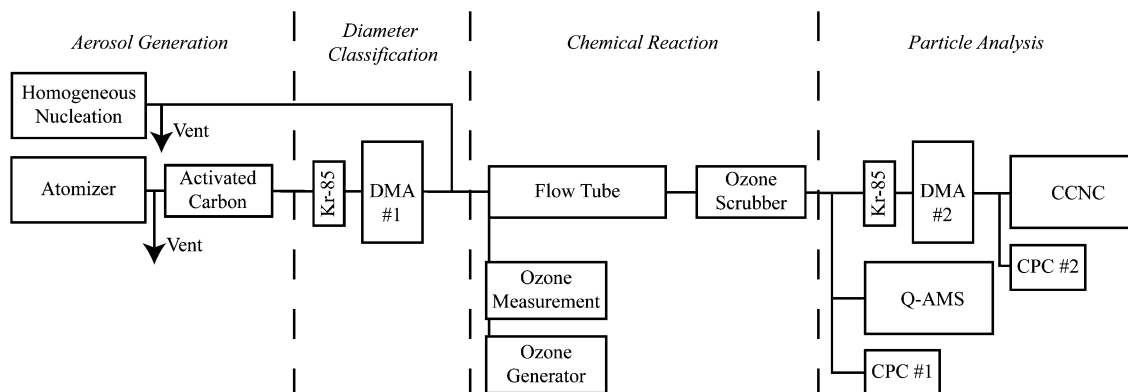 Aerosol Generation
Diameter
Classification
Chemical Reaction
Particle Analysis
Homogeneous
Nucleation
Vent
Atomizer
Activated
Carbon
Vent
Kr-85
DMA
#1
Flow Tube
Ozone
Scrubber
Ozone
Measurement
Ozone
Generator
Kr-85
DMA
#2
CCNC
CPC #2
Q-AMS
CPC #1